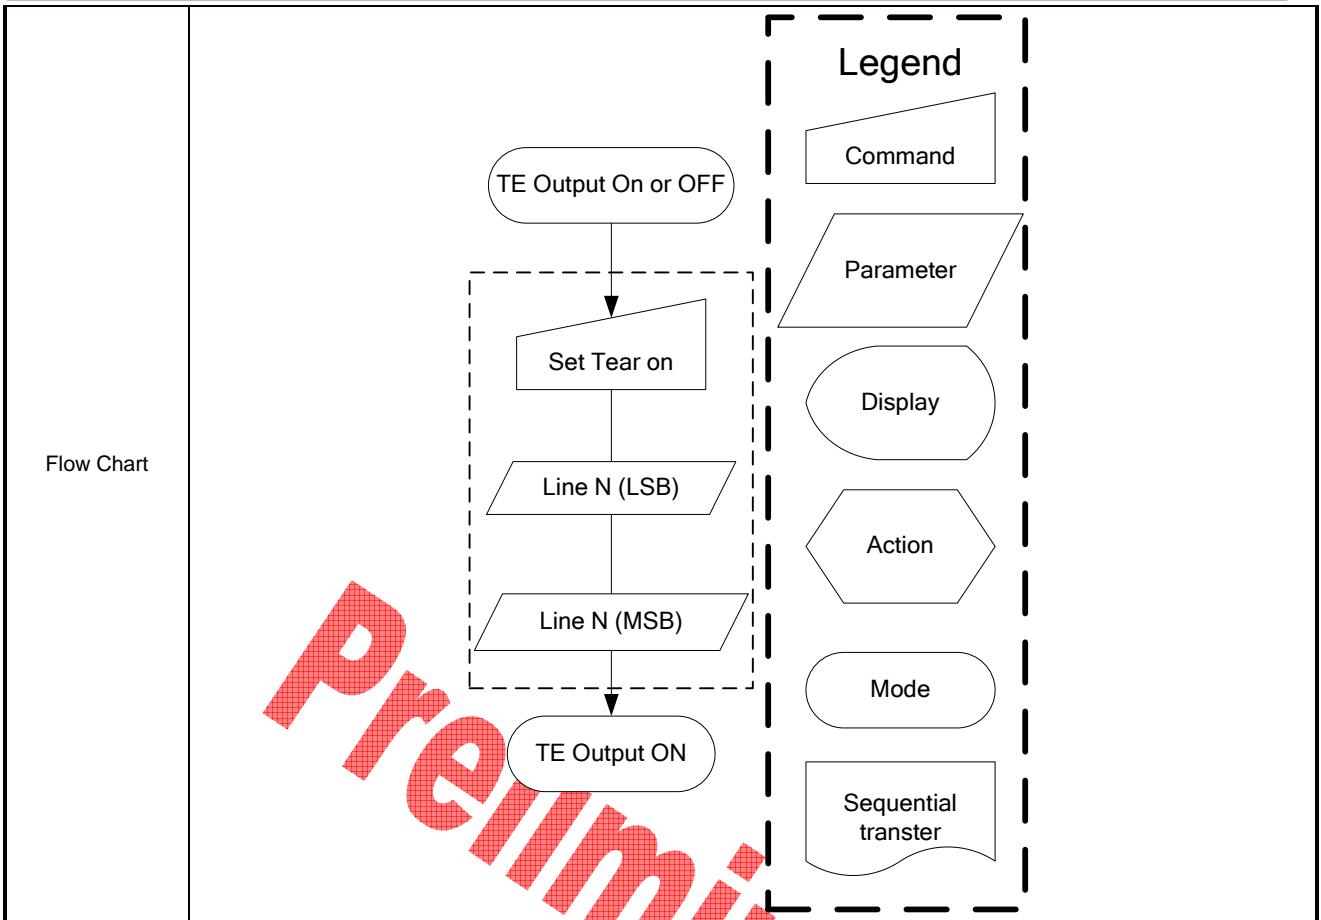 Flow Chart
TE Output On or OFF
Set Tear on
Line N (LSB)
Line N (MSB)
TE Output ON
Legend
Command
Parameter
Display
Action
Mode
Sequential
transter